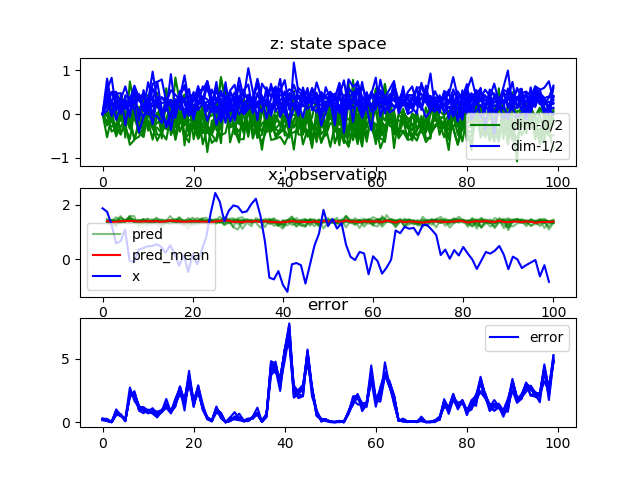 z: state space
1
0
−1
dim-0/2
dim-1/2
0
20
40
60
80
100
x: observation
2
0
pred
pred_mean
x
0
20
40
60
80
100
error
5
0
error
0
20
40
60
80
100